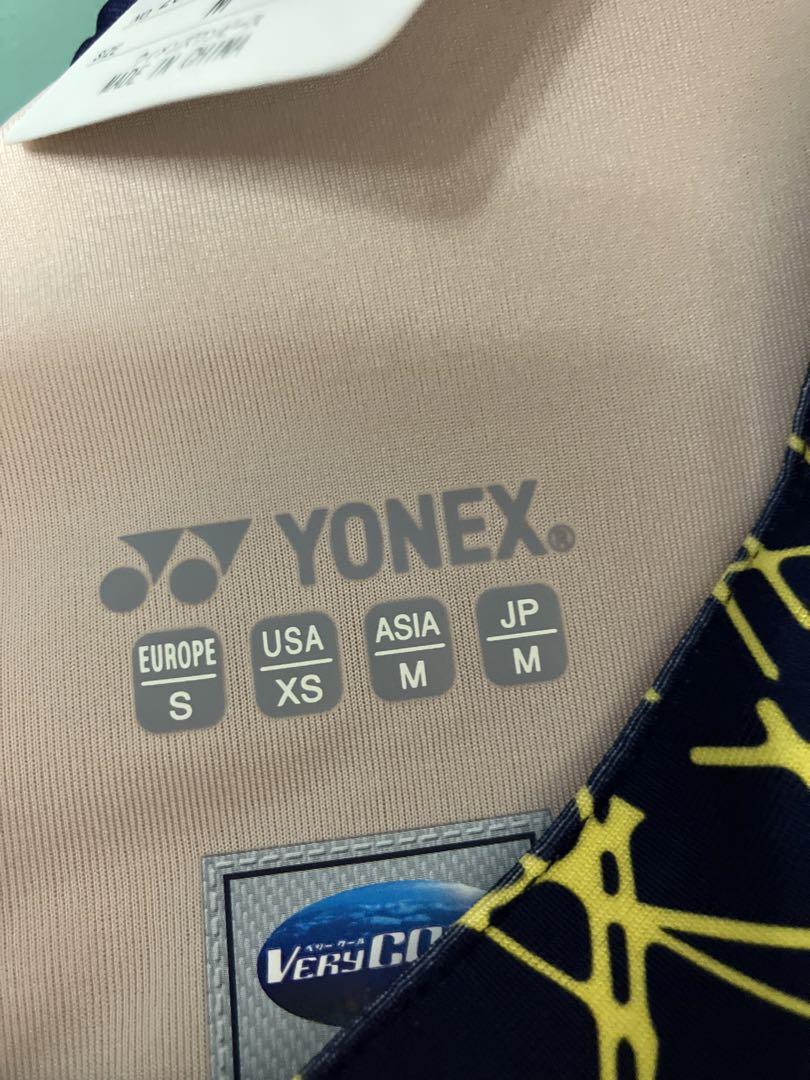 MADE IN CHINA
YONEX®
EUROPE USA ASIA JP
S XS M M
ベリークール
VERYCO